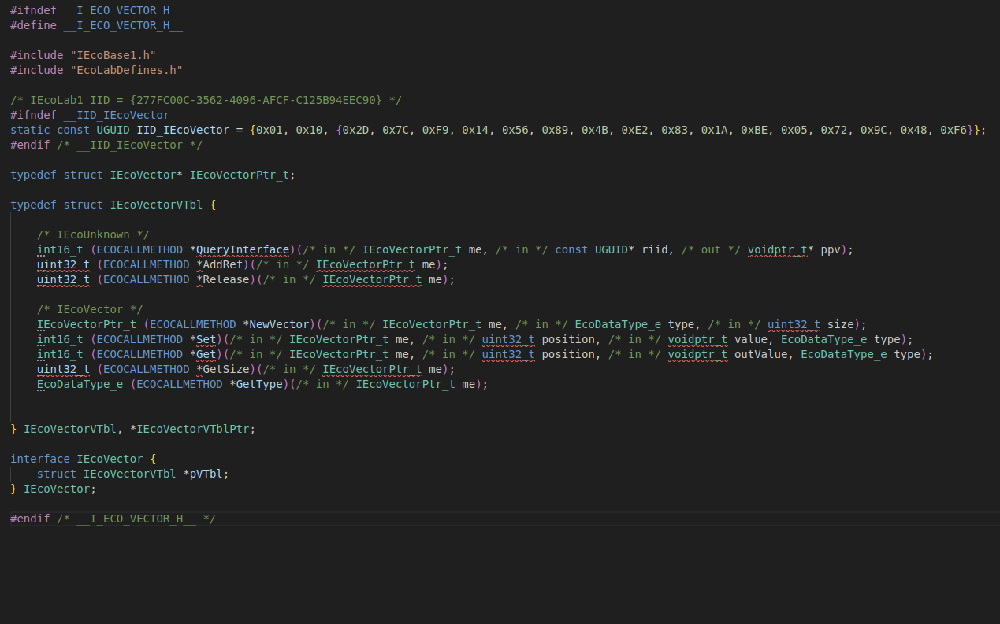 #ifndef __I_ECO_VECTOR_H__
#define __I_ECO_VECTOR_H__
#include "IEcoBase1.h"
#include "EcoLabDefines.h"
/* IEcoLab1 IID = {277FC00C-3562-4096-AFCF-C125B94EEC90} */
#ifndef __IID_IEcoVector
static const UGUID IID_IEcoVector = {0x01, 0x10, {0x2D, 0x7C, 0xF9, 0x14, 0x56, 0x89, 0x4B, 0xE2, 0x83, 0x1A, 0xBE, 0x05, 0x72, 0x9C, 0x48, 0xF6}};
#endif /* __IID_IEcoVector */
typedef struct IEcoVector* IEcoVectorPtr_t;
typedef struct IEcoVectorVTbl {
/* IEcoUnknown */
int16_t (ECOCALLMETHOD *QueryInterface)(/* in */ IEcoVectorPtr_t me, /* in */ const UGUID* riid, /* out */ voidptr_t* ppv);
uint32_t (ECOCALLMETHOD *AddRef)(/* in */ IEcoVectorPtr_t me);
uint32_t (ECOCALLMETHOD *Release)(/* in */ IEcoVectorPtr_t me);
/* IEcoVector */
IEcoVectorPtr_t (ECOCALLMETHOD *NewVector)(/* in */ IEcoVectorPtr_t me, /* in */ EcoDataType_e type, /* in */ uint32_t size);
int16_t (ECOCALLMETHOD *Set)(/* in */ IEcoVectorPtr_t me, /* in */ uint32_t position, /* in */ voidptr_t value, EcoDataType_e type);
int16_t (ECOCALLMETHOD *Get)(/* in */ IEcoVectorPtr_t me, /* in */ uint32_t position, /* in */ voidptr_t outValue, EcoDataType_e type);
uint32_t (ECOCALLMETHOD *GetSize)(/* in */ IEcoVectorPtr_t me);
EcoDataType_e (ECOCALLMETHOD *GetType)(/* in */ IEcoVectorPtr_t me);
} IEcoVectorVTbl, *IEcoVectorVTblPtr;
interface IEcoVector {
struct IEcoVectorVTbl *pVTbl;
} IEcoVector;
#endif /* __I_ECO_VECTOR_H__ */